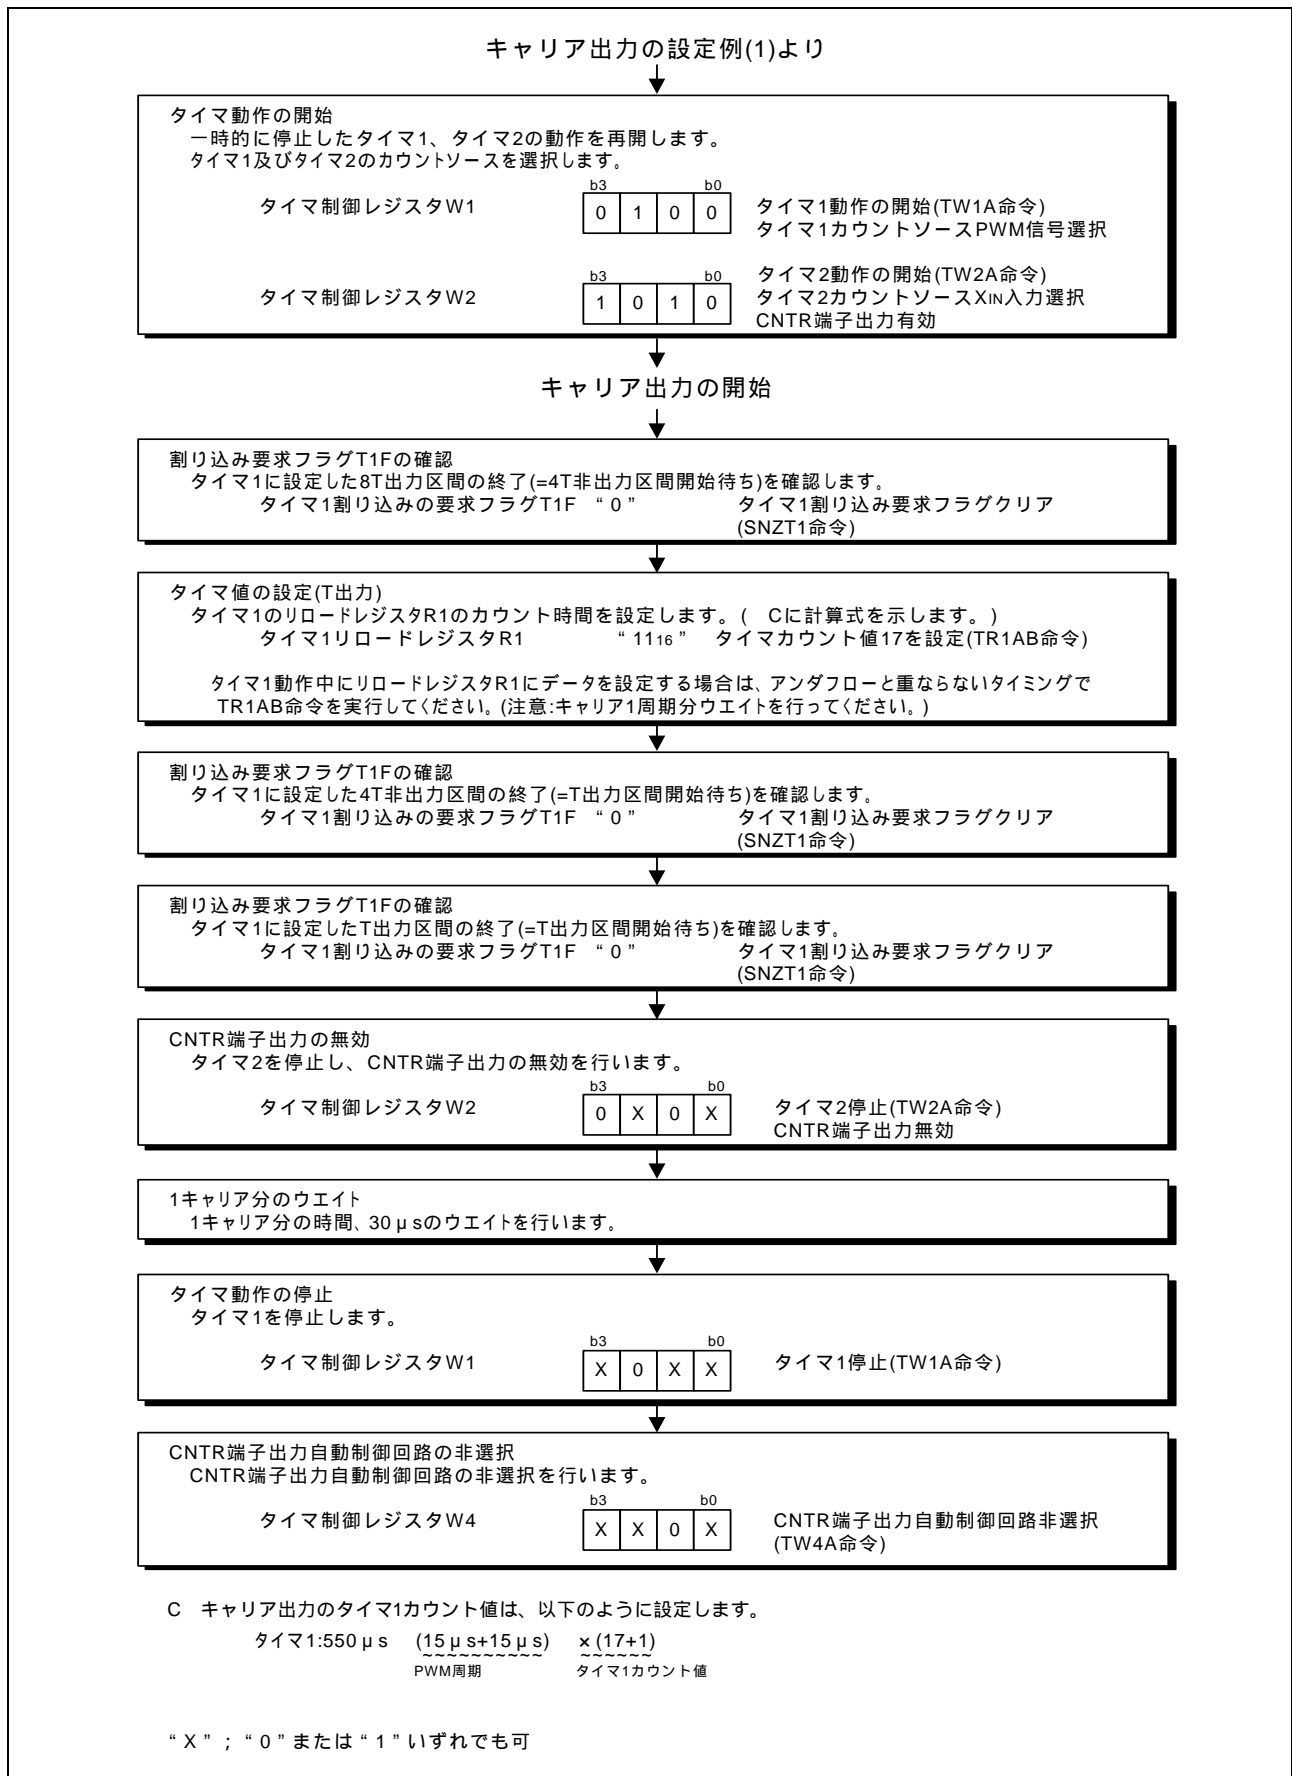 キャリア出力の設定例(1)より
タイマ動作の開始
一時的に停止したタイマ1、タイマ2の動作を再開します。
タイマ1及びタイマ2のカウントソースを選択します。
b3 b0
タイマ制御レジスタW1 0 1 0 0 タイマ1動作の開始(TW1A命令)
タイマ1カウントソースPWM信号選択
タイマ2動作の開始(TW2A命令)
b3 b0
タイマ制御レジスタW2 1 0 1 0 タイマ2カウントソースXIN入力選択
CNTR端子出力有効
キャリア出力の開始
割り込み要求フラグT1Fの確認
タイマ1に設定した8T出力区間の終了(=4T非出力区間開始待ち)を確認します。
タイマ1割り込みの要求フラグT1F “0” タイマ1割り込み要求フラグクリア
(SNZT1命令)
タイマ値の設定(T出力)
タイマ1のリロードレジスタR1のカウント時間を設定します。( Cに計算式を示します。)
タイマ1リロードレジスタR1 “1116” タイマカウント値17を設定(TR1AB命令)
タイマ1動作中にリロードレジスタR1にデータを設定する場合は、アンダフローと重ならないタイミングで
TR1AB命令を実行してください。(注意:キャリア1周期分ウエイトを行ってください。)
割り込み要求フラグT1Fの確認
タイマ1に設定した4T非出力区間の終了(=T出力区間開始待ち)を確認します。
タイマ1割り込みの要求フラグT1F “0” タイマ1割り込み要求フラグクリア
(SNZT1命令)
割り込み要求フラグT1Fの確認
タイマ1に設定したT出力区間の終了(=T出力区間開始待ち)を確認します。
タイマ1割り込みの要求フラグT1F “0” タイマ1割り込み要求フラグクリア
(SNZT1命令)
CNTR端子出力の無効
タイマ2を停止し、CNTR端子出力の無効を行います。
b3 b0
タイマ制御レジスタW2 0 X 0 X タイマ2停止(TW2A命令)
CNTR端子出力無効
1キャリア分のウエイト
1キャリア分の時間、30μsのウエイトを行います。
タイマ動作の停止
タイマ1を停止します。
b3 b0
タイマ制御レジスタW1 X 0 X X タイマ1停止(TW1A命令)
CNTR端子出力自動制御回路の非選択
CNTR端子出力自動制御回路の非選択を行います。
b3 b0
タイマ制御レジスタW4 X X 0 X CNTR端子出力自動制御回路非選択
(TW4A命令)
C キャリア出力のタイマ1カウント値は、以下のように設定します。
タイマ1:550μs (15μs+15μs) ×(17+1)
PWM周期 タイマ1カウント値
“X”;“0”または“1”いずれでも可